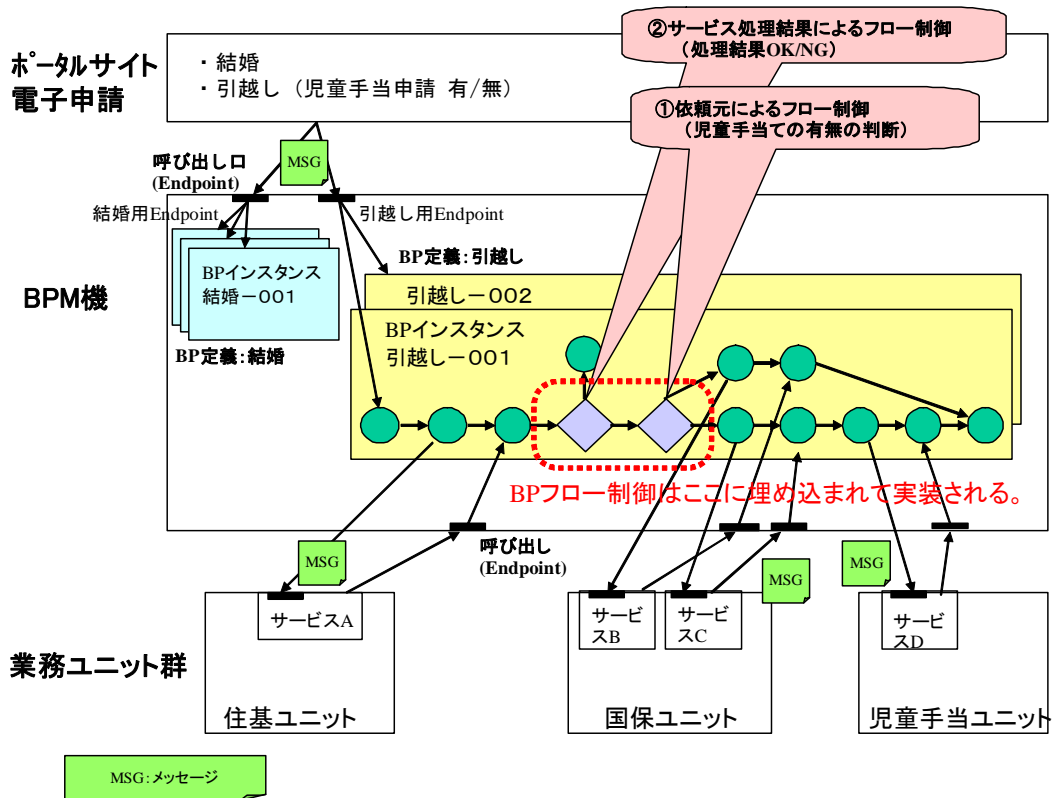 ②サービス処理結果によるフロー制御
（処理結果OK/NG）
ポータルサイト
電子申請
・結婚
・引越し（児童手当申請 有/無）
①依頼元によるフロー制御
（児童手当ての有無の判断）
呼び出し口
(Endpoint)
MSG
結婚用Endpoint
引越し用Endpoint
BP定義：引越し
BPM機
BPインスタンス
結婚－001
引越し－００２
BPインスタンス
引越し－００１
BP定義：結婚
BPフロー制御はここに埋め込まれて実装される。
呼び出し
(Endpoint)
MSG
MSG
MSG
サービスA
サービ
スB
サービ
スC
サービ
スD
業務ユニット群
住基ユニット
国保ユニット
児童手当ユニット
MSG：メッセージ